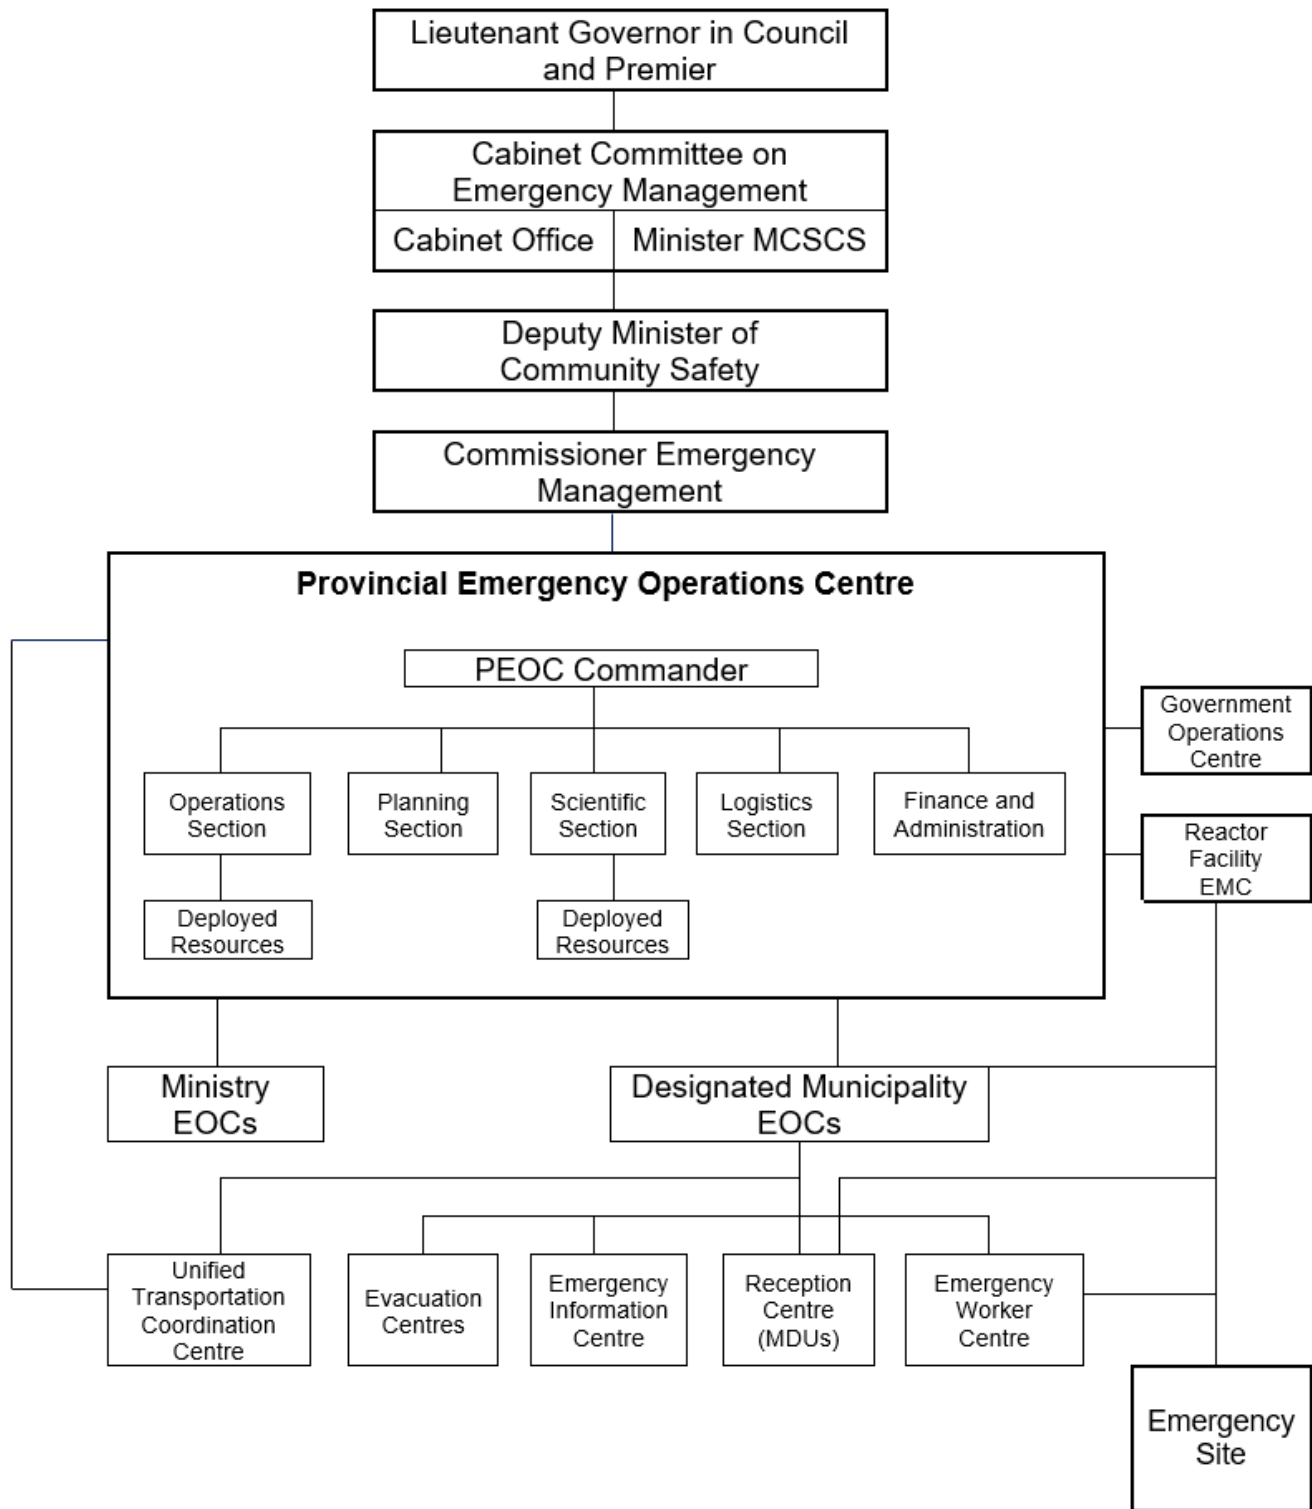 Lieutenant Governor in Council
and Premier
Cabinet Committee on
Emergency Management
Cabinet Office
Minister MCSCS
Deputy Minister of
Community Safety
Commissioner Emergency
Management
Provincial Emergency Operations Centre
PEOC Commander
Government
Operations
Centre
Operations
Section
Planning
Section
Scientific
Section
Logistics
Section
Finance and
Administration
Reactor
Facility
EMC
Deployed
Resources
Deployed
Resources
Ministry
EOCs
Designated Municipality
EOCs
Unified
Transportation
Coordination
Centre
Evacuation
Centres
Emergency
Information
Centre
Reception
Centre
(MDUs)
Emergency
Worker
Centre
Emergency
Site